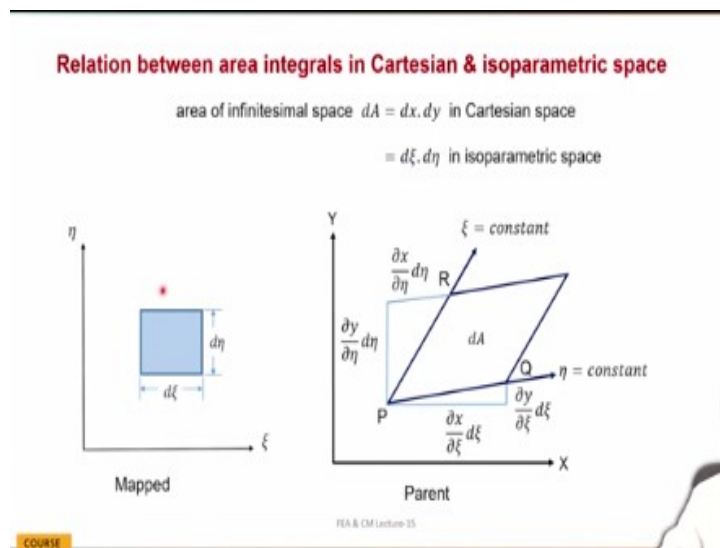 Relation between area integrals in Cartesian & isoparametric space
area of infinitesimal space dA = dx.dy in Cartesian space
= dξ.dη in isoparametric space
η
dη
dξ
ξ
Mapped
Y
ξ = constant
∂x/∂η dη
R
∂y/∂η dη
dA
Q
η = constant
P
∂x/∂ξ dξ
∂y/∂ξ dξ
X
Parent
FEA & CM Lecture-15
COURSE